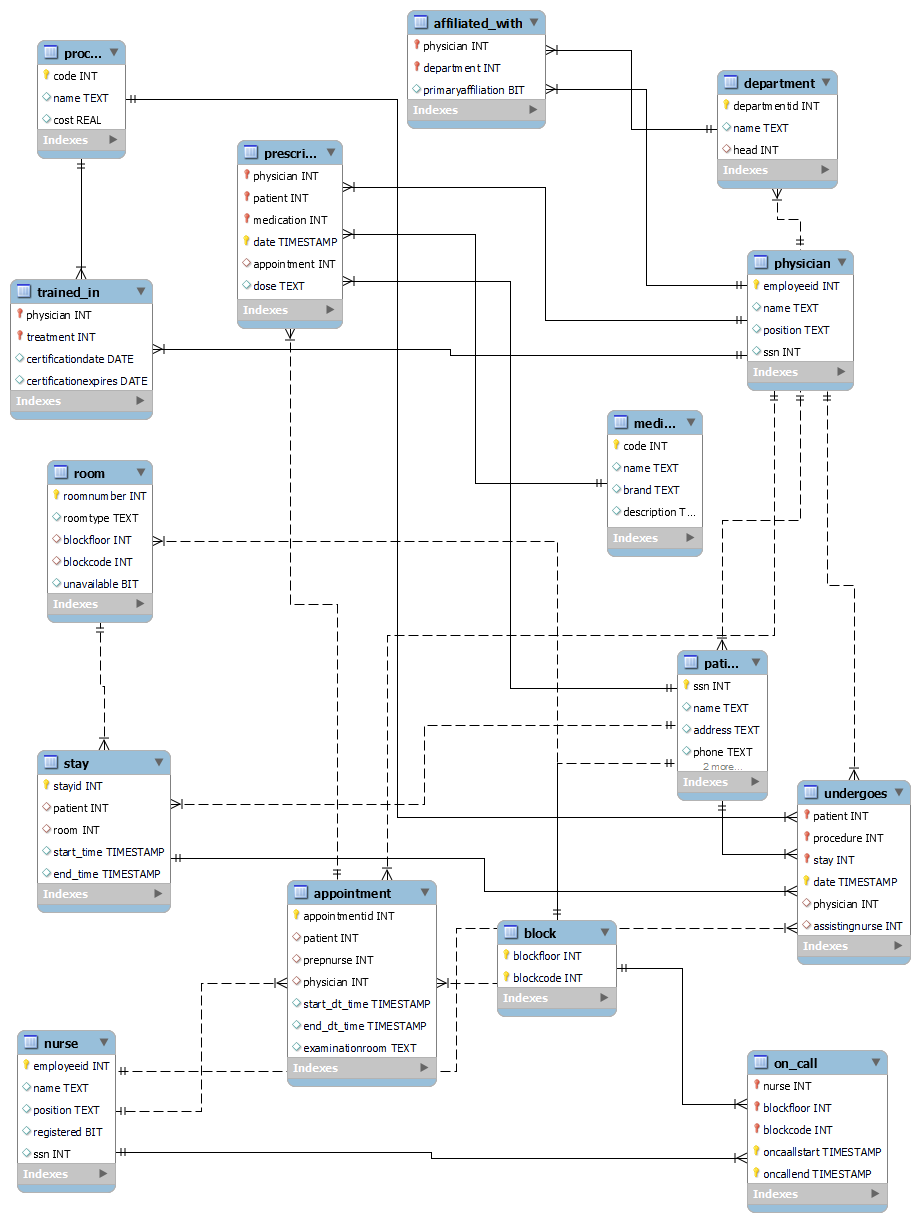 affiliated_with
physician INT
department INT
primaryaffiliation BIT
Indexes
proc...
code INT
name TEXT
cost REAL
Indexes
department
departmentid INT
name TEXT
head INT
Indexes
prescri...
physician INT
patient INT
medication INT
date TIMESTAMP
appointment INT
dose TEXT
Indexes
physician
employeeid INT
name TEXT
position TEXT
ssn INT
Indexes
trained_in
physician INT
treatment INT
certificationdate DATE
certificationexpires DATE
Indexes
medi...
code INT
name TEXT
brand TEXT
description T...
Indexes
room
roomnumber INT
roomtype TEXT
blockfloor INT
blockcode INT
unavailable BIT
Indexes
pati...
ssn INT
name TEXT
address TEXT
phone TEXT
2 more...
Indexes
stay
stayid INT
patient INT
room INT
start_time TIMESTAMP
end_time TIMESTAMP
Indexes
undergoes
patient INT
procedure INT
stay INT
date TIMESTAMP
physician INT
assistingnurse INT
Indexes
appointment
appointmentid INT
patient INT
prepnurse INT
physician INT
start_dt_time TIMESTAMP
end_dt_time TIMESTAMP
examinationroom TEXT
Indexes
block
blockfloor INT
blockcode INT
Indexes
nurse
employeeid INT
name TEXT
position TEXT
registered BIT
ssn INT
Indexes
on_call
nurse INT
blockfloor INT
blockcode INT
oncaallstart TIMESTAMP
oncallend TIMESTAMP
Indexes